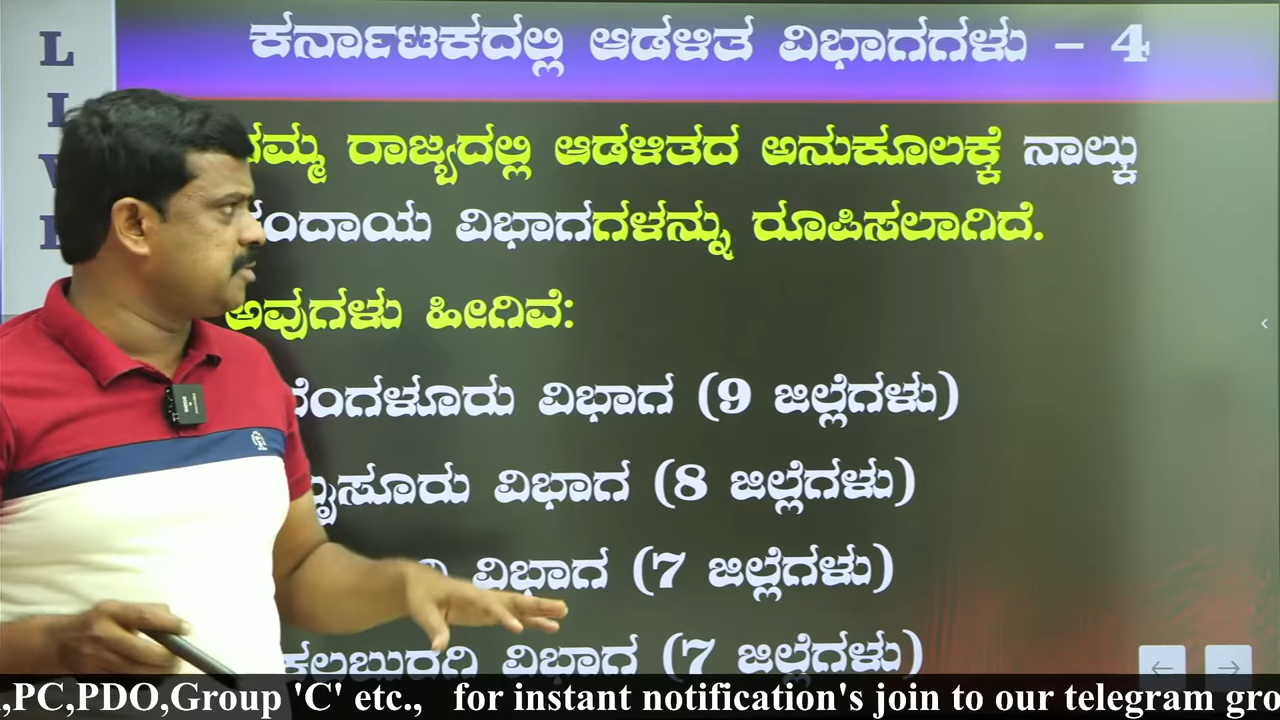 L
L
ಕರ್ನಾಟಕದಲ್ಲಿ ಆಡಳಿತ ವಿಭಾಗಗಳು – 4
ರಾಜ್ಯದಲ್ಲಿ ಆಡಳಿತದ ಅನುಕೂಲಕ್ಕೆ ನಾಲ್ಕು
ವಿಭಾಗಗಳನ್ನು ರೂಪಿಸಲಾಗಿದೆ.
ಅವುಗಳು ಹೀಗಿವೆ:
ವಿಭಾಗ (9 ಜಿಲ್ಲೆಗಳು)
ವಿಭಾಗ (8 ಜಿಲ್ಲೆಗಳು)
ವಿಭಾಗ (7 ಜಿಲ್ಲೆಗಳು)
ಕಲಬುರಗಿ ವಿಭಾಗ (7 ಜಿಲ್ಲೆಗಳು)
,PC,PDO,Group 'C' etc., for instant notification's join to our telegram gro